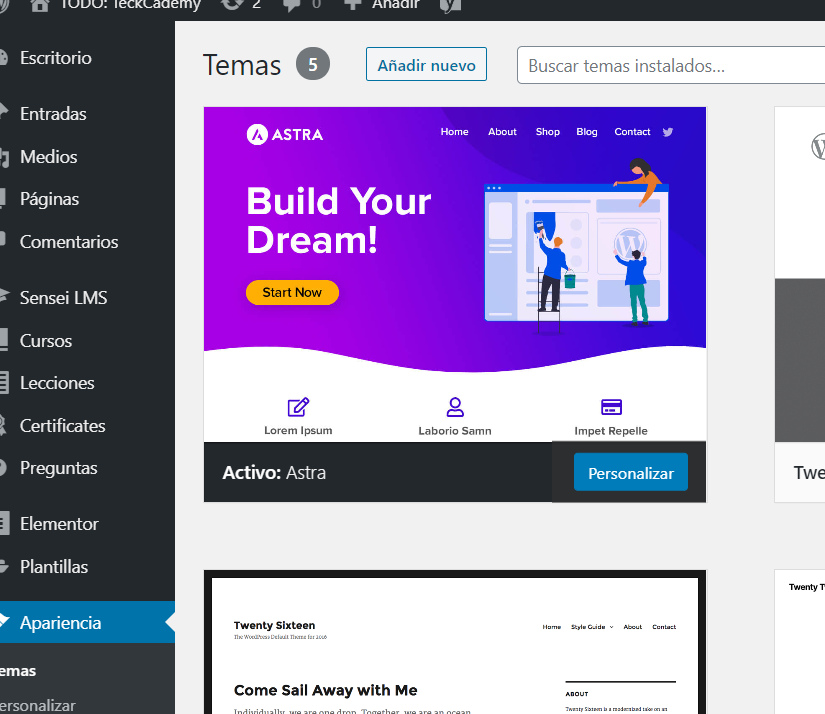 TODO: TeckCademy 2 0 Añadir
Escritorio
Entradas
Medios
Páginas
Comentarios
Sensei LMS
Cursos
Lecciones
Certificates
Preguntas
Elementor
Plantillas
Apariencia
emas
ersonalizar
Temas 5 Añadir nuevo Buscar temas instalados...
ASTRA Home About Shop Blog Contact
Build Your
Dream!
Start Now
Lorem Ipsum Laborio Samn Impet Repelle
Activo: Astra Personalizar
Twe
Twenty Sixteen
The WordPress Default Theme for 2016
Home Style Guide About Contact
Come Sail Away with Me
Individually, we are one drop. Together, we are an ocean.
ABOUT
Twenty Sixteen is a modernized take on an
Twenty T